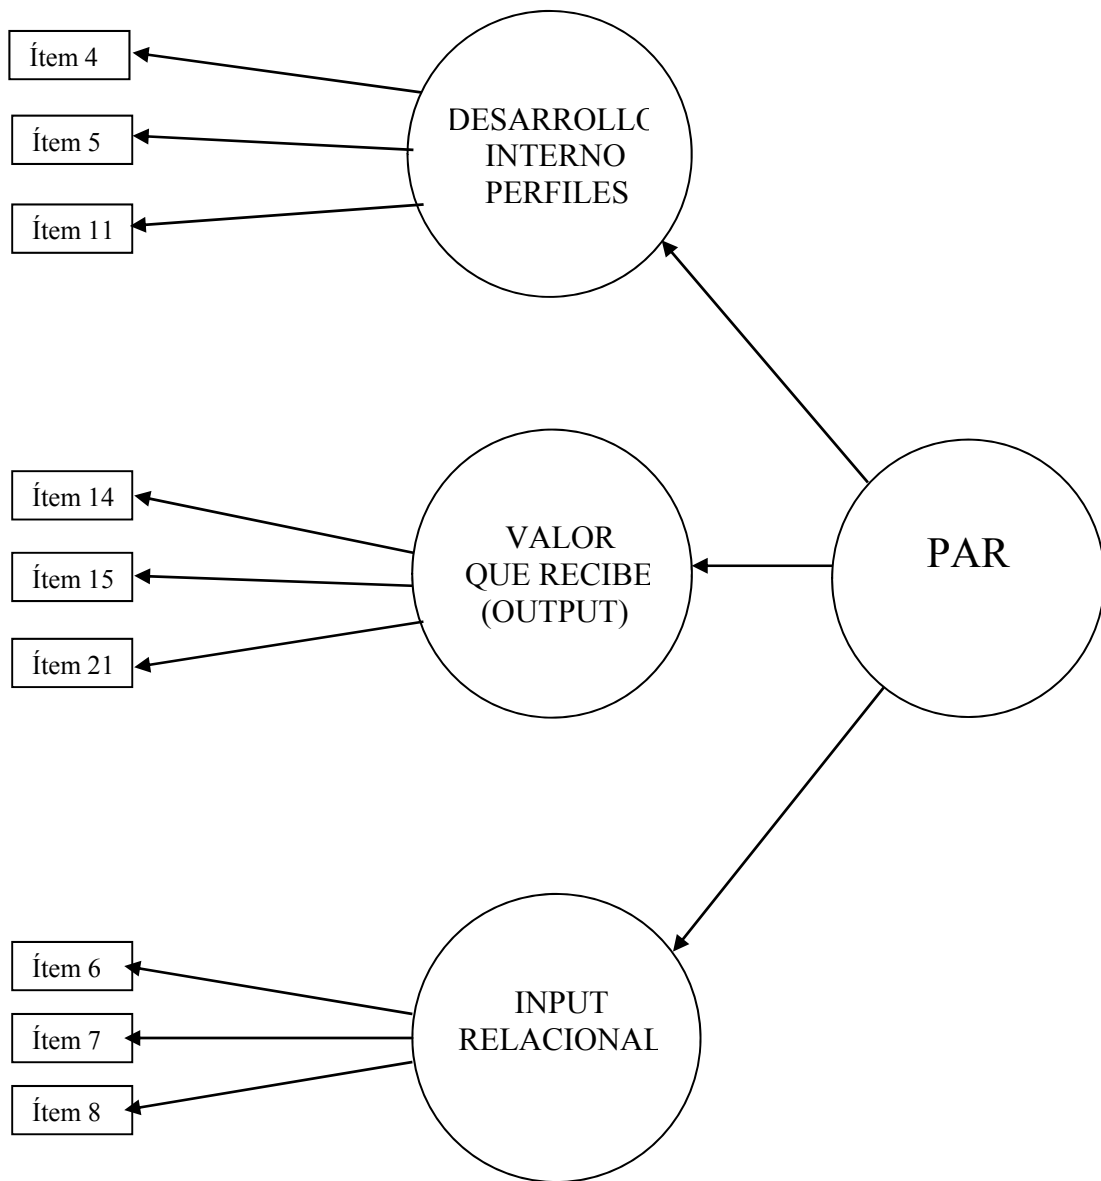 Ítem 4
Ítem 5
Ítem 11
DESARROLLO
INTERNO
PERFILES
Ítem 14
Ítem 15
Ítem 21
VALOR
QUE RECIBE
(OUTPUT)
PAR
Ítem 6
Ítem 7
Ítem 8
INPUT
RELACIONAL